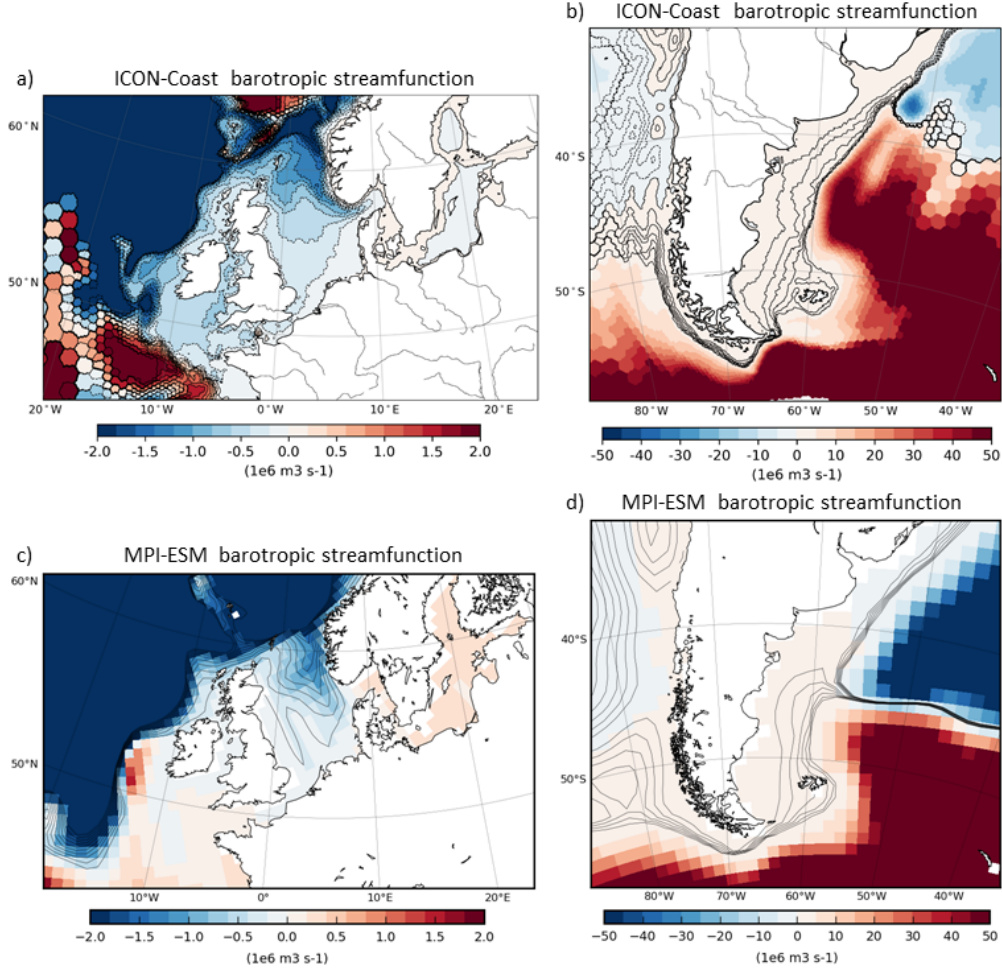 a) ICON-Coast barotropic streamfunction
60°N
50°N
20°W 10°W 0°W 10°E 20°E
-2.0 -1.5 -1.0 -0.5 0.0 0.5 1.0 1.5 2.0
(1e6 m3 s-1)
b) ICON-Coast barotropic streamfunction
40°S
50°S
80°W 70°W 60°W 50°W 40°W
-50 -40 -30 -20 -10 0 10 20 30 40 50
(1e6 m3 s-1)
c) MPI-ESM barotropic streamfunction
60°N
50°N
10°W 0° 10°E 20°E
−2.0 −1.5 −1.0 −0.5 0.0 0.5 1.0 1.5 2.0
(1e6 m3 s-1)
d) MPI-ESM barotropic streamfunction
40°S
50°S
80°W 70°W 60°W 50°W 40°W
−50 −40 −30 −20 −10 0 10 20 30 40 50
(1e6 m3 s-1)